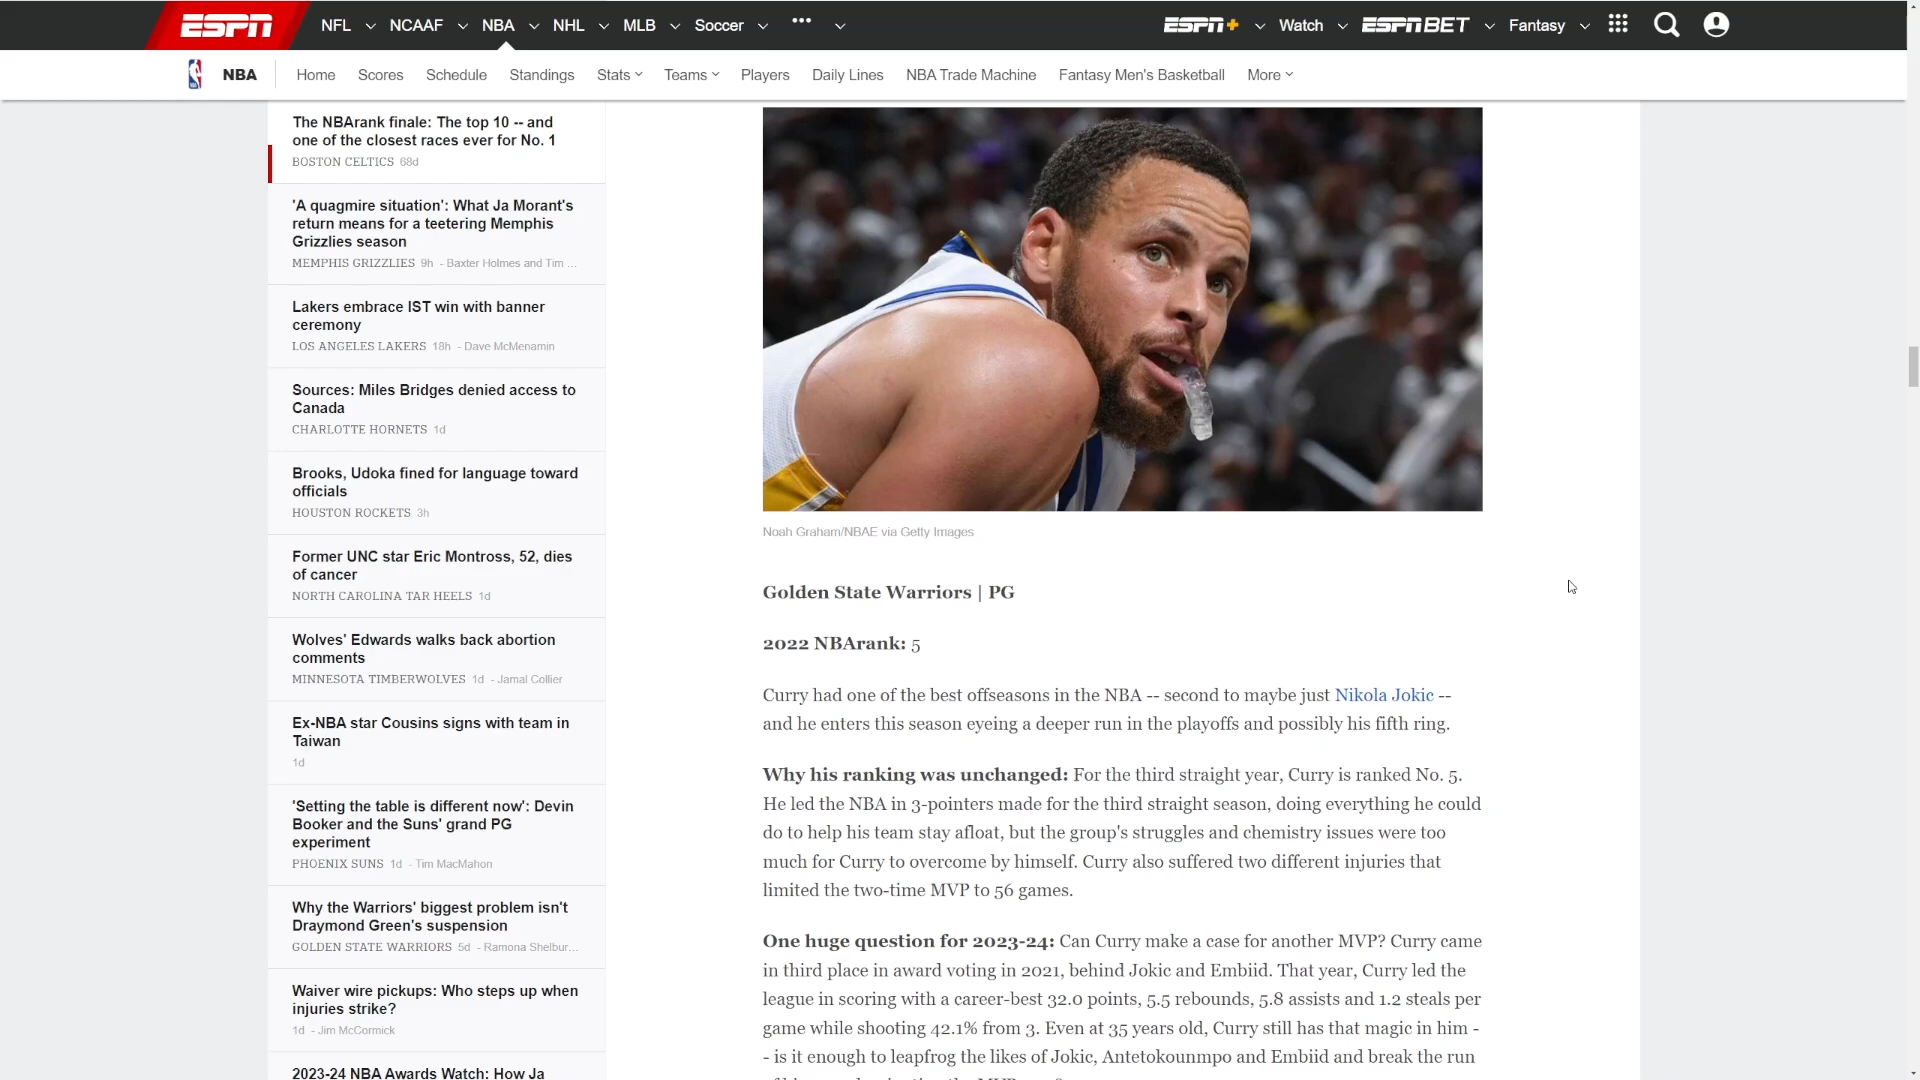 ESPN NFL NCAAF NBA NHL MLB Soccer ••• ESPN+ Watch ESPN BET Fantasy
NBA Home Scores Schedule Standings Stats Teams Players Daily Lines NBA Trade Machine Fantasy Men's Basketball More
The NBArank finale: The top 10 -- and
one of the closest races ever for No. 1
BOSTON CELTICS 68d
'A quagmire situation': What Ja Morant's
return means for a teetering Memphis
Grizzlies season
MEMPHIS GRIZZLIES 9h - Baxter Holmes and Tim ...
Lakers embrace IST win with banner
ceremony
LOS ANGELES LAKERS 18h - Dave McMenamin
Sources: Miles Bridges denied access to
Canada
CHARLOTTE HORNETS 1d
Brooks, Udoka fined for language toward
officials
HOUSTON ROCKETS 3h
Former UNC star Eric Montross, 52, dies
of cancer
NORTH CAROLINA TAR HEELS 1d
Wolves' Edwards walks back abortion
comments
MINNESOTA TIMBERWOLVES 1d - Jamal Collier
Ex-NBA star Cousins signs with team in
Taiwan
1d
'Setting the table is different now': Devin
Booker and the Suns' grand PG
experiment
PHOENIX SUNS 1d - Tim MacMahon
Why the Warriors' biggest problem isn't
Draymond Green's suspension
GOLDEN STATE WARRIORS 5d - Ramona Shelbur...
Waiver wire pickups: Who steps up when
injuries strike?
1d - Jim McCormick
2023-24 NBA Awards Watch: How Ja
Noah Graham/NBAE via Getty Images
Golden State Warriors | PG
2022 NBArank: 5
Curry had one of the best offseasons in the NBA -- second to maybe just Nikola Jokic --
and he enters this season eyeing a deeper run in the playoffs and possibly his fifth ring.
Why his ranking was unchanged: For the third straight year, Curry is ranked No. 5.
He led the NBA in 3-pointers made for the third straight season, doing everything he could
do to help his team stay afloat, but the group's struggles and chemistry issues were too
much for Curry to overcome by himself. Curry also suffered two different injuries that
limited the two-time MVP to 56 games.
One huge question for 2023-24: Can Curry make a case for another MVP? Curry came
in third place in award voting in 2021, behind Jokic and Embiid. That year, Curry led the
league in scoring with a career-best 32.0 points, 5.5 rebounds, 5.8 assists and 1.2 steals per
game while shooting 42.1% from 3. Even at 35 years old, Curry still has that magic in him -
- is it enough to leapfrog the likes of Jokic, Antetokounmpo and Embiid and break the run